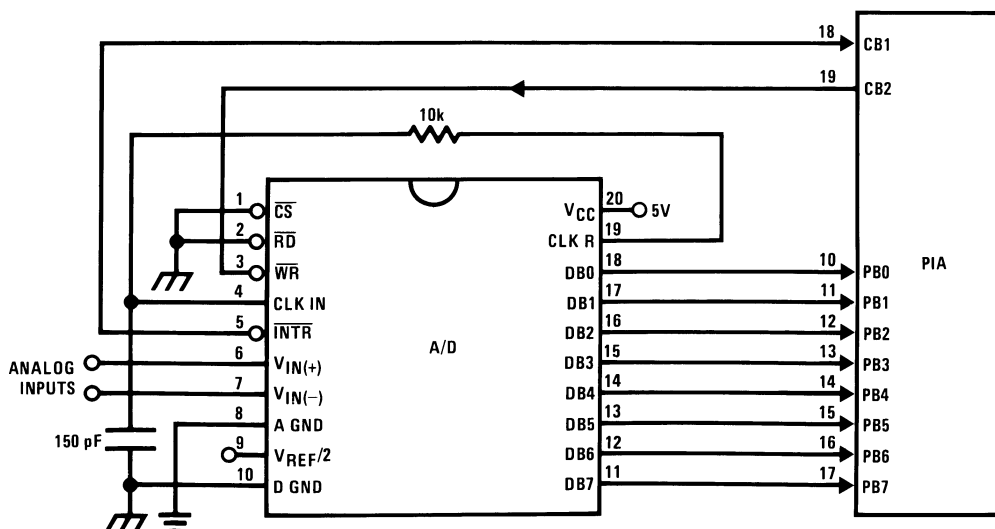 18 CB1
19 CB2
10k
1 CS
20 VCC 5V
2 RD
19 CLK R
3 WR
18 DB0 10 PB0
PIA
4 CLK IN
17 DB1 11 PB1
5 INTR
16 DB2 12 PB2
A/D
6 VIN(+)
15 DB3 13 PB3
ANALOG
INPUTS
7 VIN(−)
14 DB4 14 PB4
8 A GND
13 DB5 15 PB5
150 pF
9 VREF/2
12 DB6 16 PB6
10 D GND
11 DB7 17 PB7